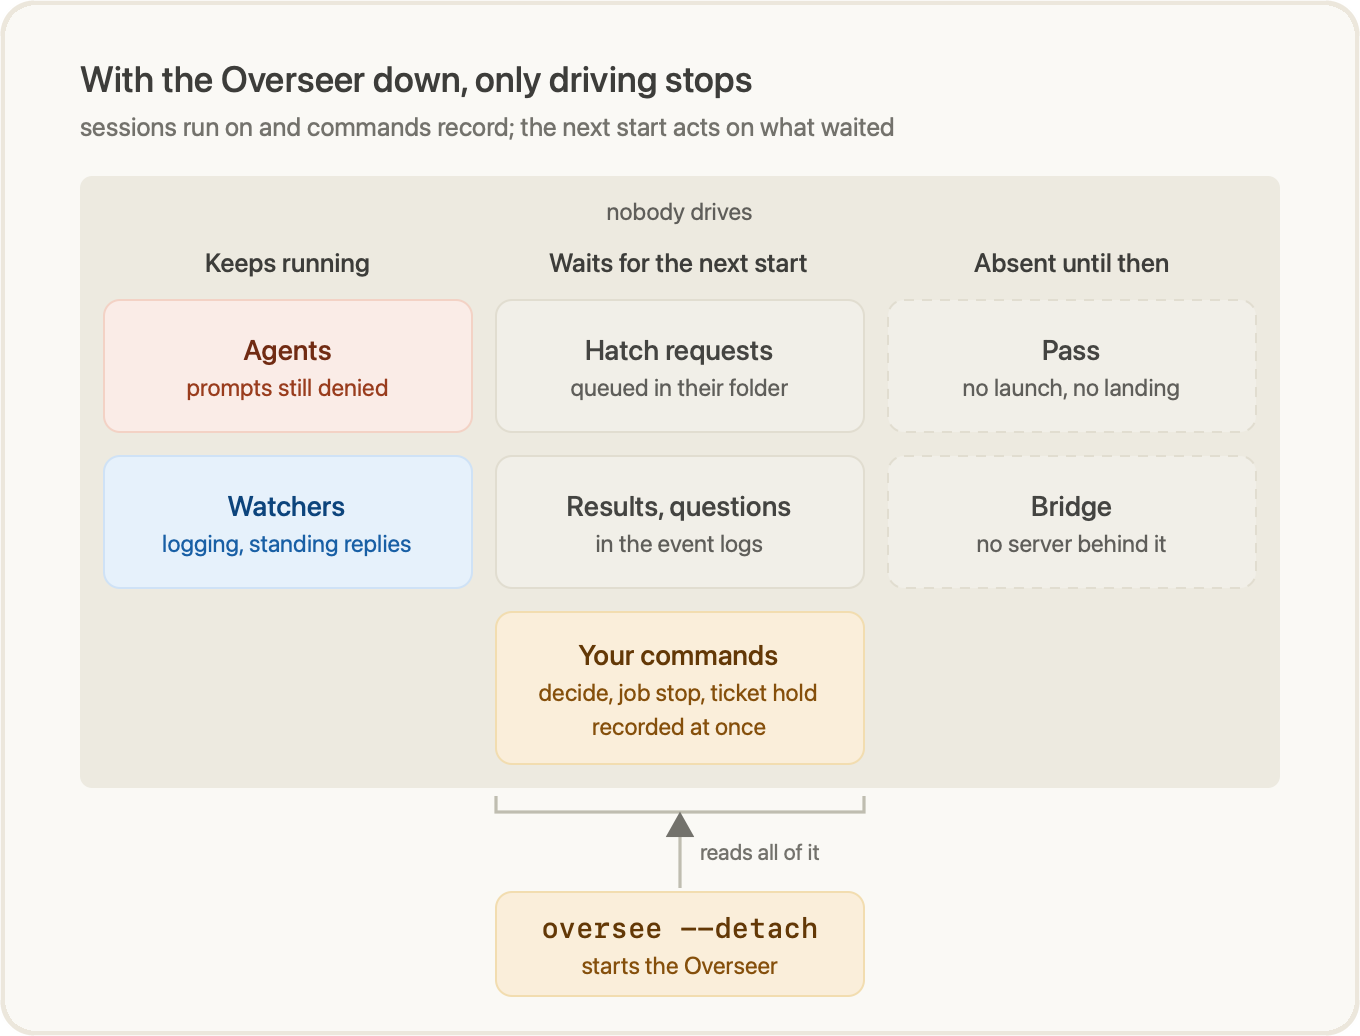 With the Overseer down, only driving stops
sessions run on and commands record; the next start acts on what waited
nobody drives
Keeps running
Agents
prompts still denied
Watchers
logging, standing replies
Waits for the next start
Hatch requests
queued in their folder
Results, questions
in the event logs
Your commands
decide, job stop, ticket hold
recorded at once
Absent until then
Pass
no launch, no landing
Bridge
no server behind it
reads all of it
oversee --detach
starts the Overseer